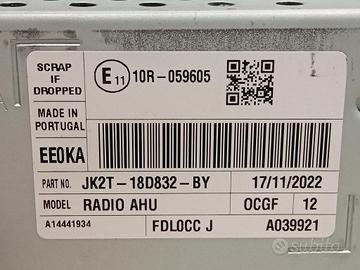 SCRAP
IF
DROPPED
E11 10R-059605
MADE IN
PORTUGAL
EE0KA
PART NO. JK2T-18D832-BY 17/11/2022
MODEL RADIO AHU OCGF 12
A14441934 FDL0CC J A039921
subito